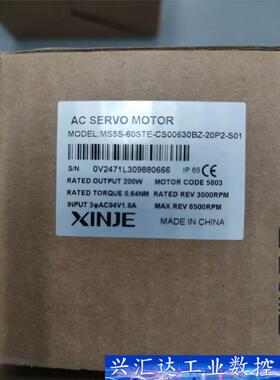 AC SERVO MOTOR
MODEL:MS5S-60STE-CS00630BZ-20P2-S01
S/N 0V2471L309880666 IP 65 CE
RATED OUTPUT 200W MOTOR CODE 5803
RATED TORQUE 0.64NM RATED REV 3000RPM
INPUT 3φAC94V1.9A MAX REV 6500RPM
XINJE MADE IN CHINA
兴汇达工业数控